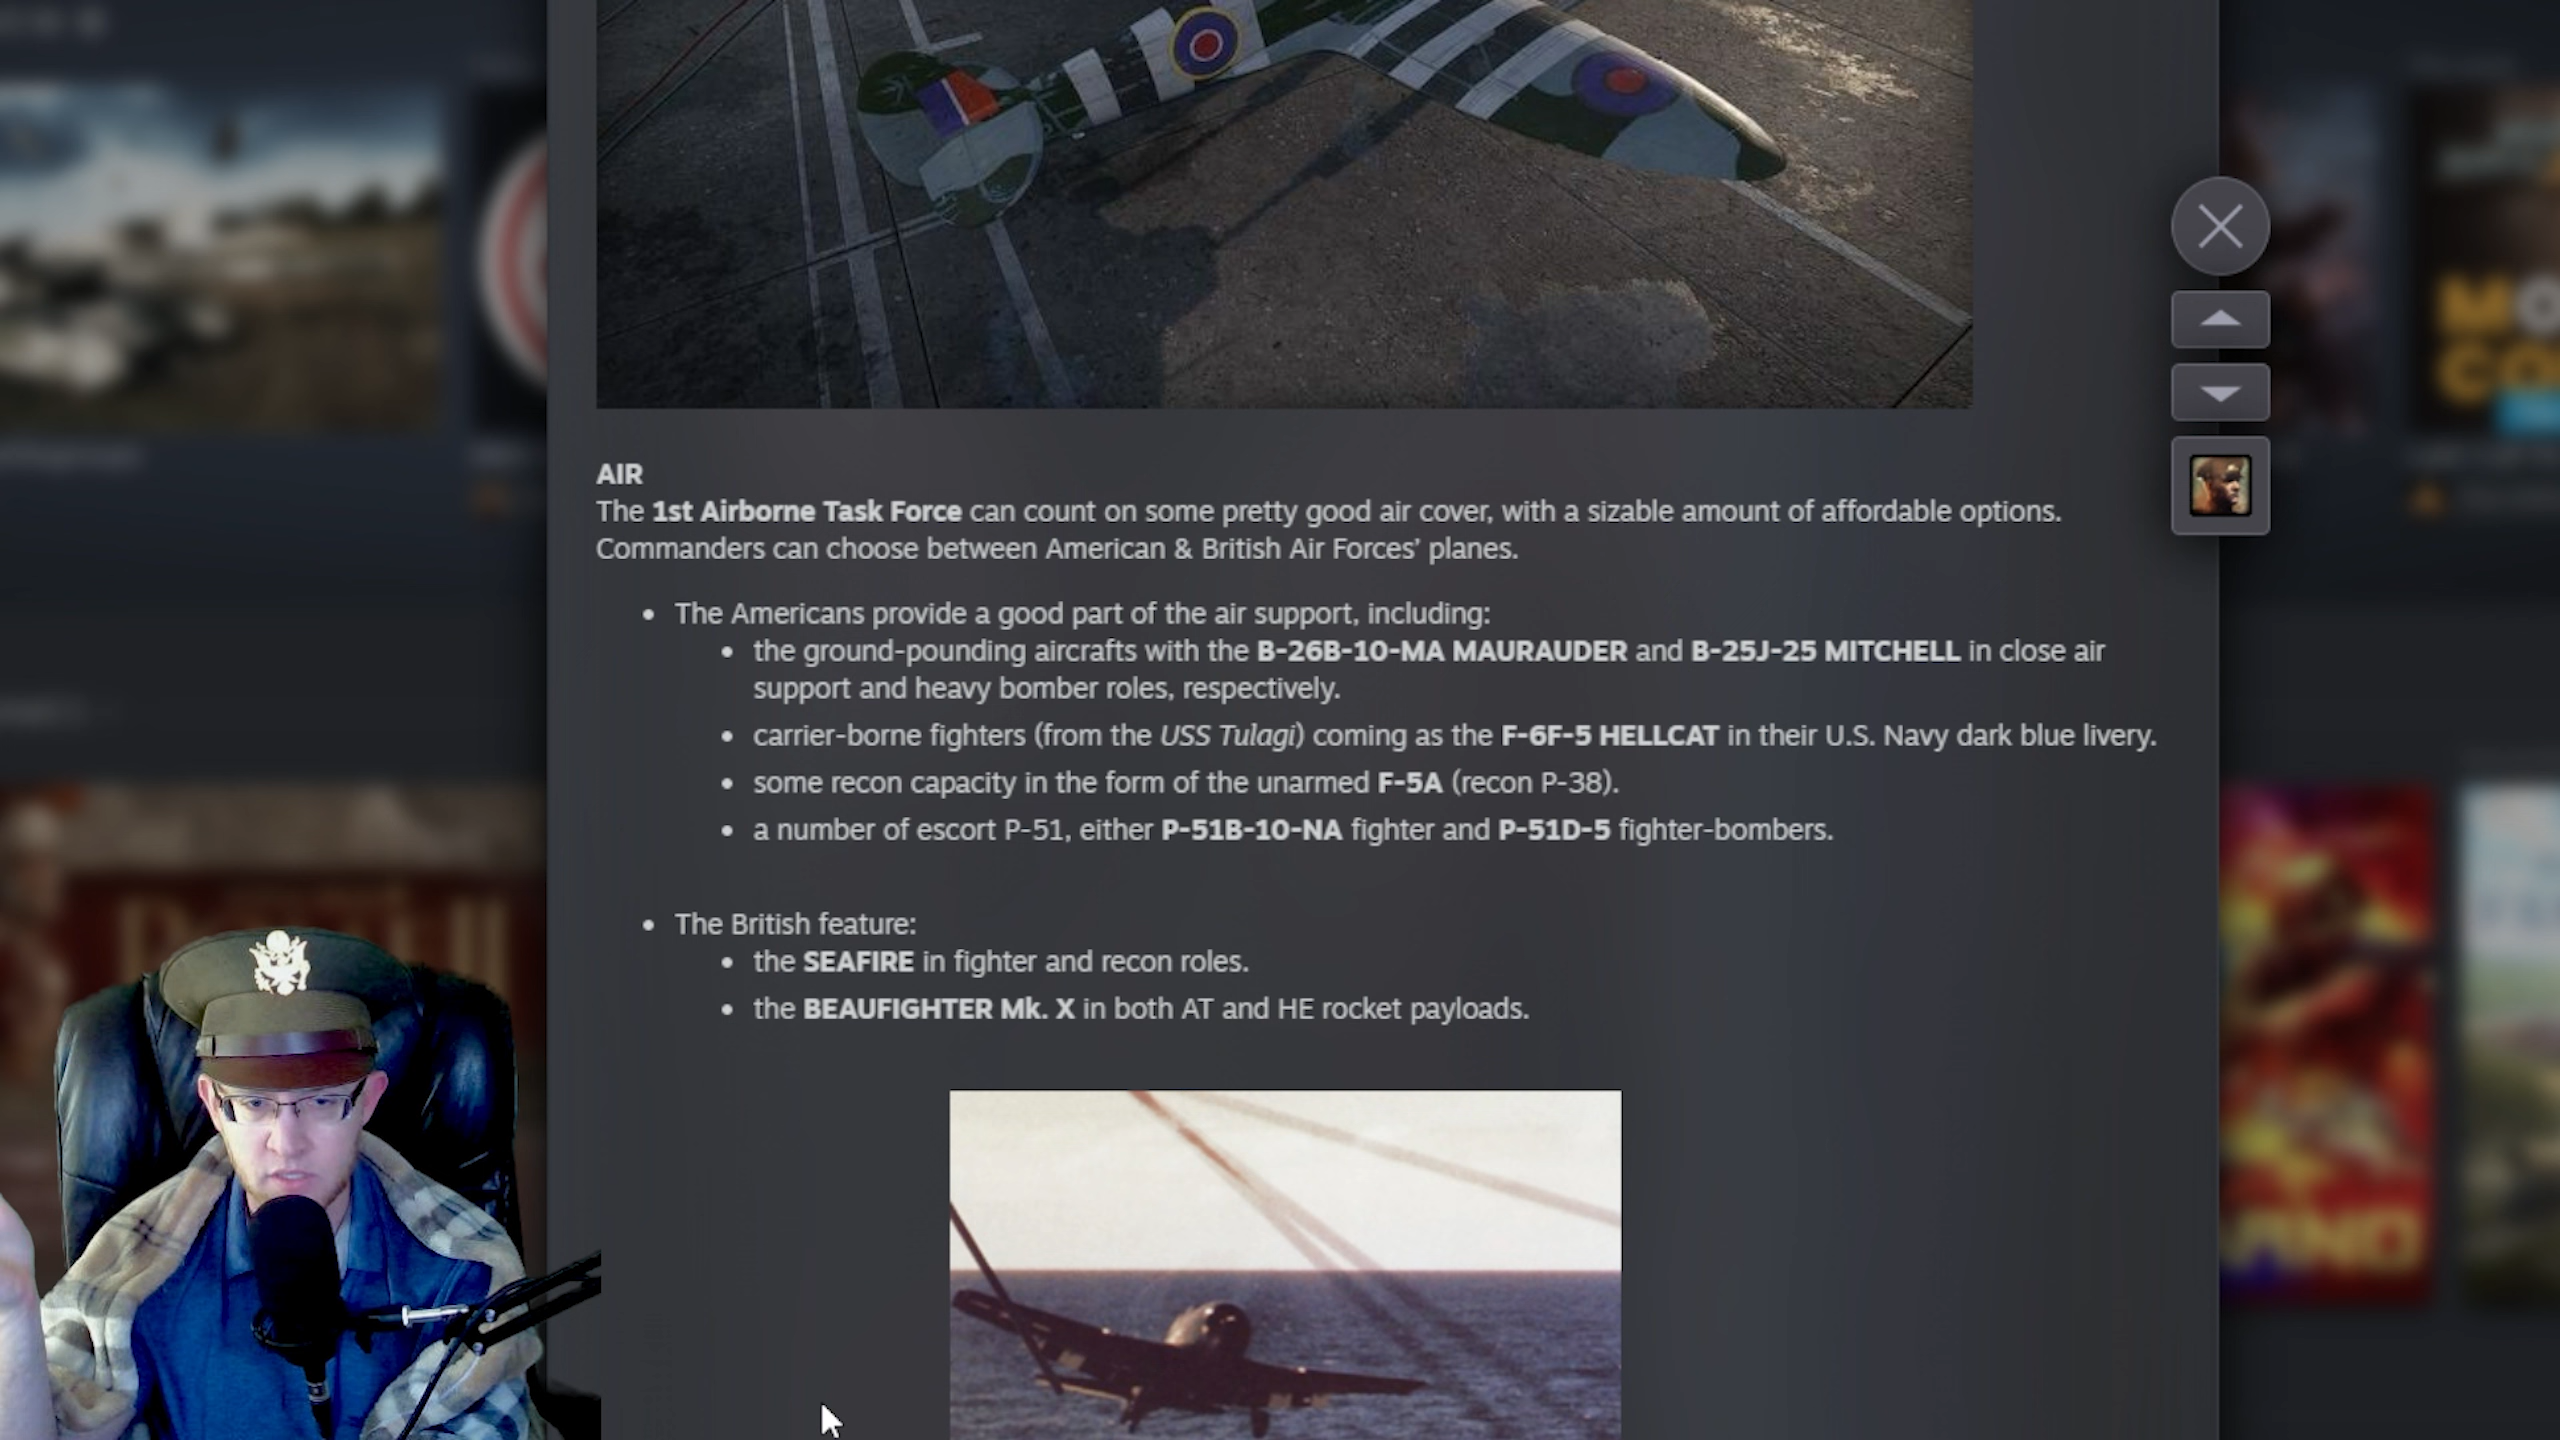 AIR
The 1st Airborne Task Force can count on some pretty good air cover, with a sizable amount of affordable options.
Commanders can choose between American & British Air Forces’ planes.
• The Americans provide a good part of the air support, including:
• the ground-pounding aircrafts with the B-26B-10-MA MAURAUDER and B-25J-25 MITCHELL in close air
support and heavy bomber roles, respectively.
• carrier-borne fighters (from the USS Tulagi) coming as the F-6F-5 HELLCAT in their U.S. Navy dark blue livery.
• some recon capacity in the form of the unarmed F-5A (recon P-38).
• a number of escort P-51, either P-51B-10-NA fighter and P-51D-5 fighter-bombers.
• The British feature:
• the SEAFIRE in fighter and recon roles.
• the BEAUFIGHTER Mk. X in both AT and HE rocket payloads.